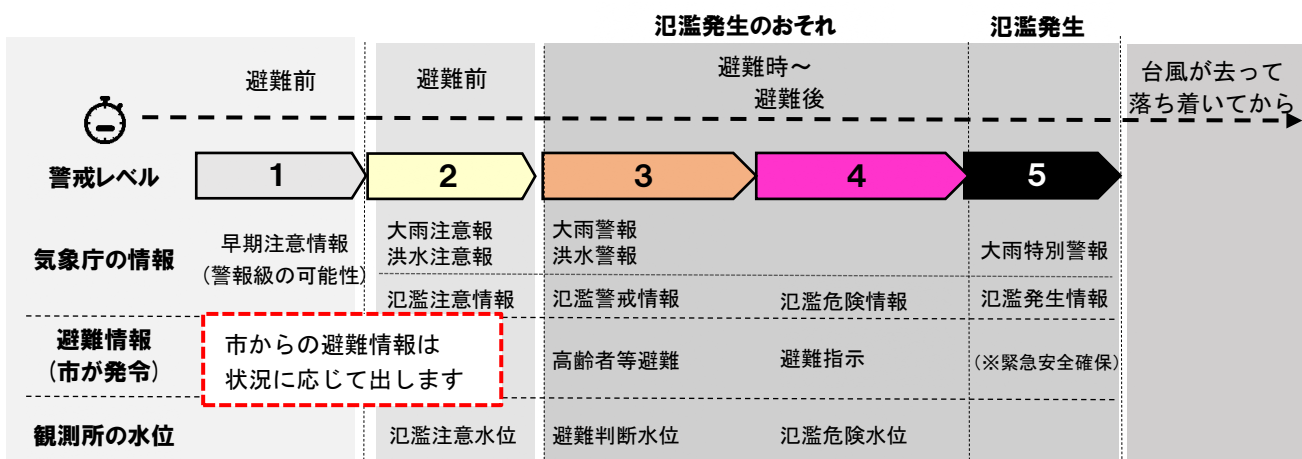 氾濫発生のおそれ
氾濫発生
避難前
避難前
避難時～
避難後
台風が去って
落ち着いてから
警戒レベル
1
2
3
4
5
気象庁の情報
早期注意情報
(警報級の可能性)
大雨注意報
洪水注意報
大雨警報
洪水警報
大雨特別警報
氾濫注意情報
氾濫警戒情報
氾濫危険情報
氾濫発生情報
避難情報
(市が発令)
市からの避難情報は
状況に応じて出します
高齢者等避難
避難指示
(※緊急安全確保)
観測所の水位
氾濫注意水位
避難判断水位
氾濫危険水位